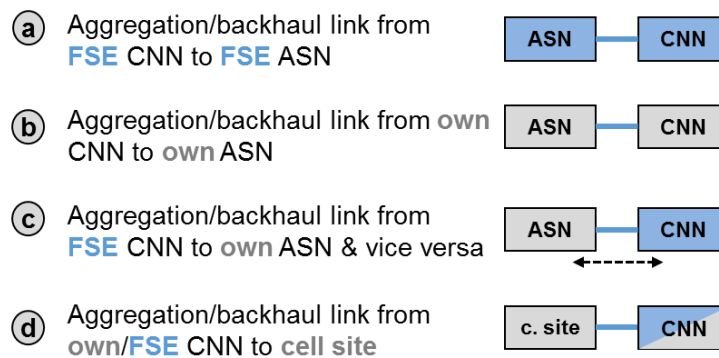 a Aggregation/backhaul link from
FSE CNN to FSE ASN
ASN CNN
b Aggregation/backhaul link from own
CNN to own ASN
ASN CNN
c Aggregation/backhaul link from
FSE CNN to own ASN & vice versa
ASN CNN
d Aggregation/backhaul link from
own/FSE CNN to cell site
c. site CNN